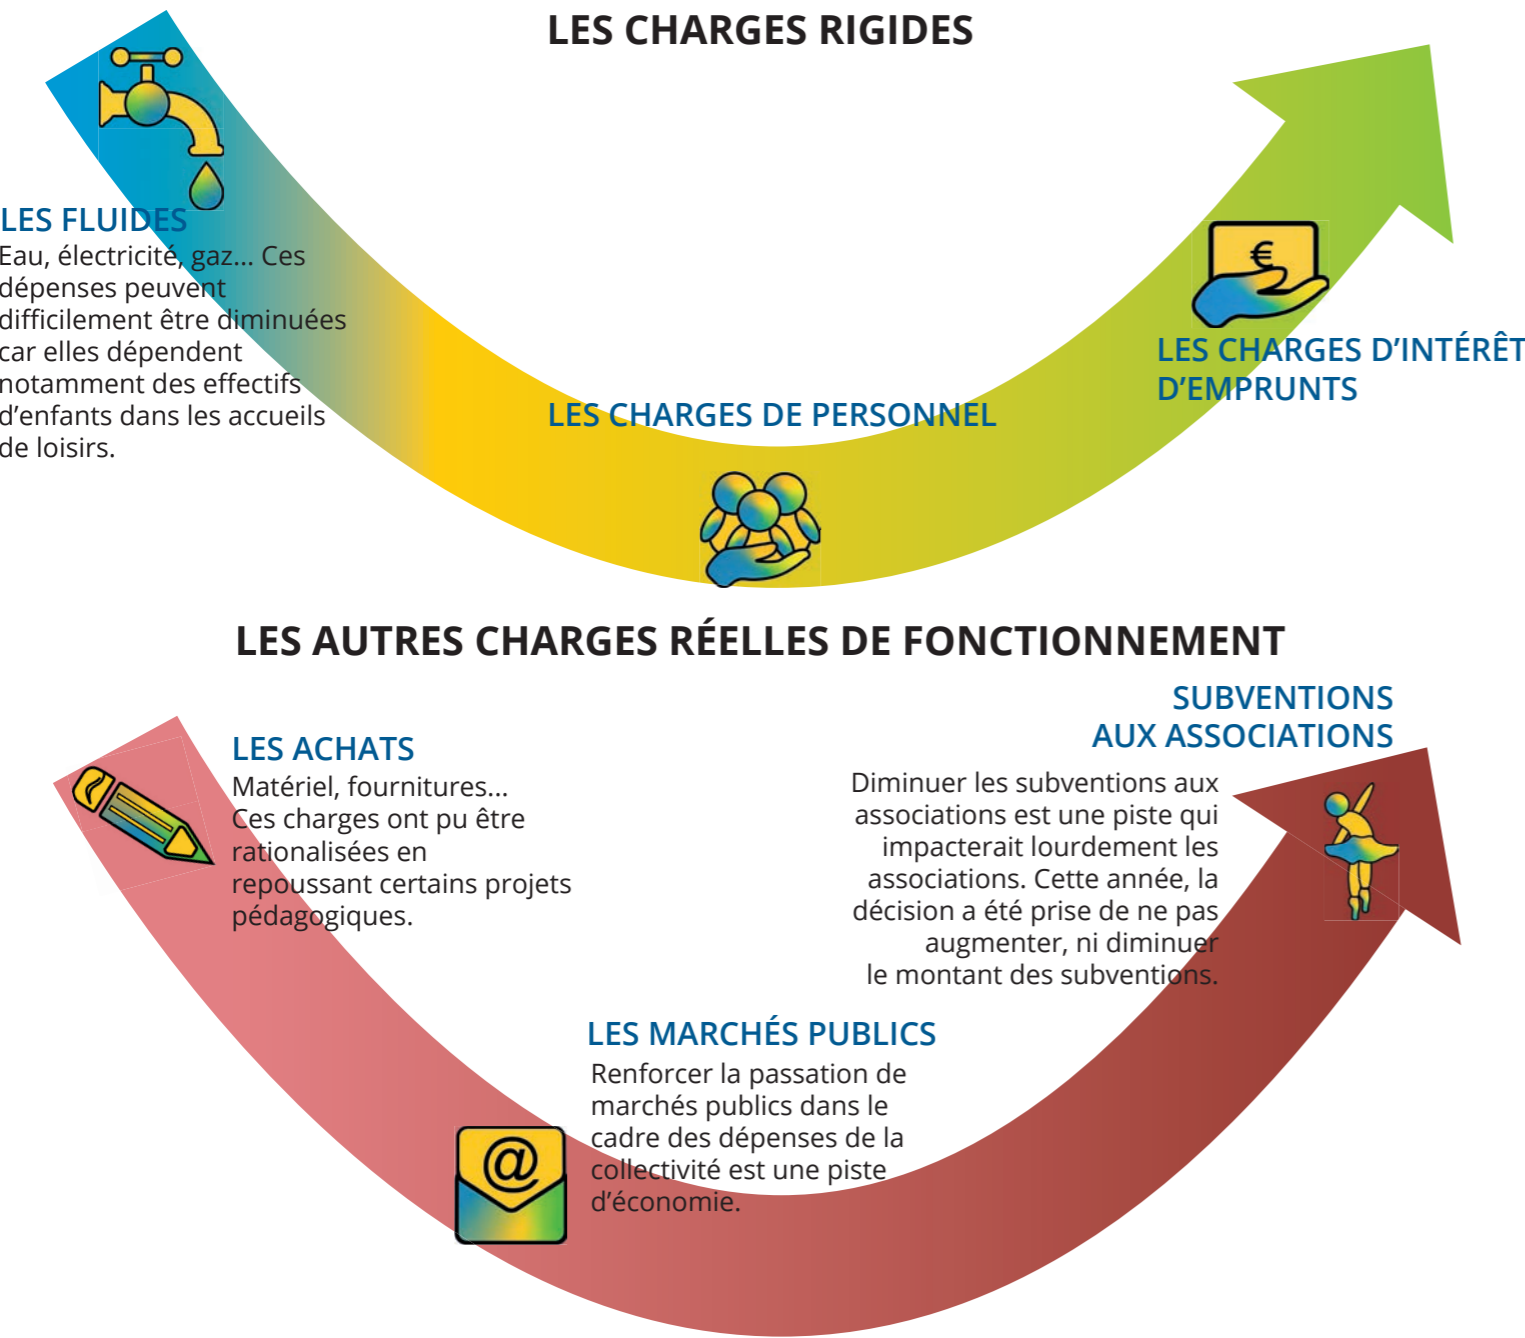 LES CHARGES RIGIDES
LES FLUIDES
Eau, électricité, gaz... Ces
dépenses peuvent
difficilement être diminuées
car elles dépendent
notamment des effectifs
d'enfants dans les accueils
de loisirs.
LES CHARGES DE PERSONNEL
€
LES CHARGES D'INTÉRÊT
D'EMPRUNTS
LES AUTRES CHARGES RÉELLES DE FONCTIONNEMENT
LES ACHATS
Matériel, fournitures...
Ces charges ont pu être
rationalisées en
repoussant certains projets
pédagogiques.
LES MARCHÉS PUBLICS
Renforcer la passation de
marchés publics dans le
cadre des dépenses de la
collectivité est une piste
d'économie.
@
SUBVENTIONS
AUX ASSOCIATIONS
Diminuer les subventions aux
associations est une piste qui
impacterait lourdement les
associations. Cette année, la
décision a été prise de ne pas
augmenter, ni diminuer
le montant des subventions.